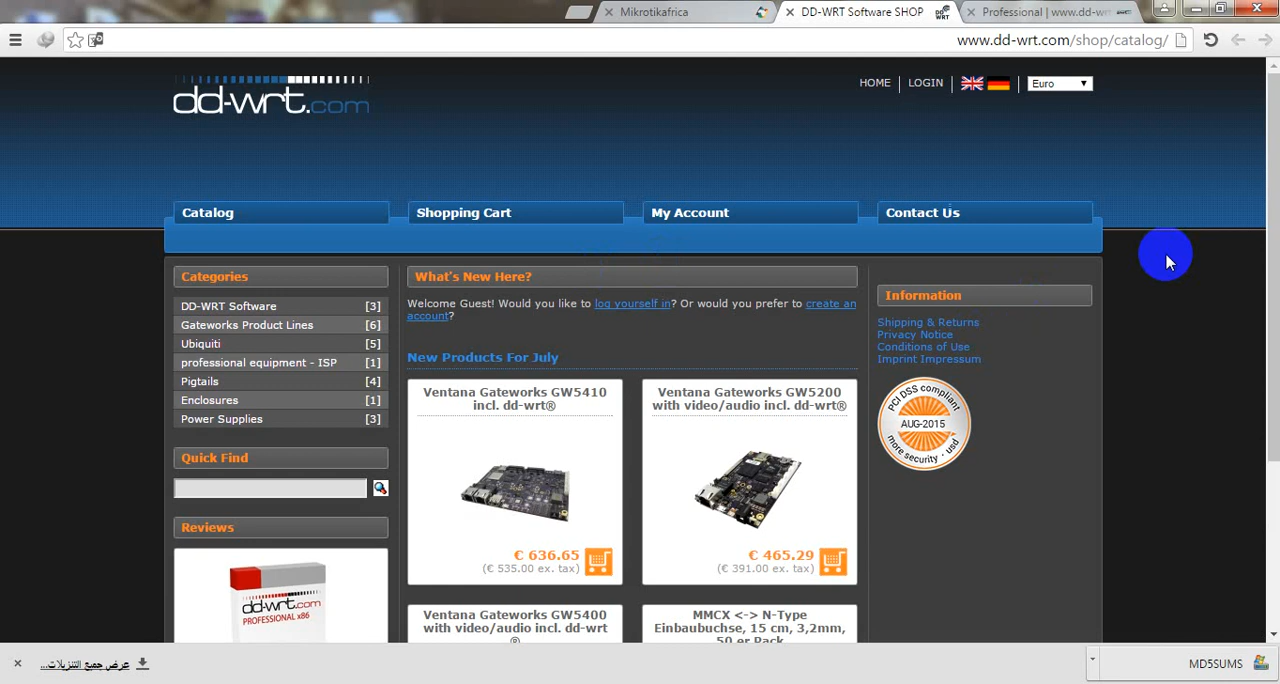 Mikrotikafrica
DD-WRT Software SHOP
Professional | www.dd-w
www.dd-wrt.com/shop/catalog/
dd-wrt.com
HOME
LOGIN
Euro
Catalog
Shopping Cart
My Account
Contact Us
Categories
DD-WRT Software [3]
Gateworks Product Lines [6]
Ubiquiti [5]
professional equipment - ISP [1]
Pigtails [4]
Enclosures [1]
Power Supplies [3]
Quick Find
Reviews
dd-wrt.com
PROFESSIONAL x86
What's New Here?
Welcome Guest! Would you like to log yourself in? Or would you prefer to create an
account?
New Products For July
Ventana Gateworks GW5410
incl. dd-wrt®
€ 636.65
(€ 535.00 ex. tax)
Ventana Gateworks GW5200
with video/audio incl. dd-wrt®
€ 465.29
(€ 391.00 ex. tax)
Ventana Gateworks GW5400
with video/audio incl. dd-wrt
®
MMCX <-> N-Type
Einbaubuchse, 15 cm, 3,2mm,
50 er Pack
Information
Shipping & Returns
Privacy Notice
Conditions of Use
Imprint Impressum
PCI DSS compliant
AUG-2015
more security - usd
عرض جميع التنزيلات...
MD5SUMS